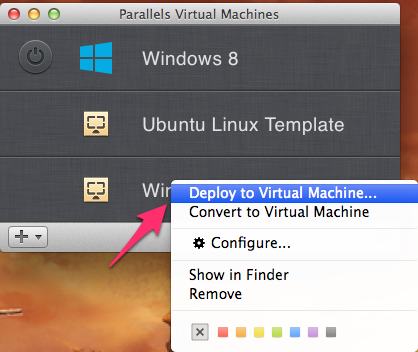 Parallels Virtual Machines
Windows 8
Ubuntu Linux Template
Deploy to Virtual Machine...
Convert to Virtual Machine
Configure...
Show in Finder
Remove